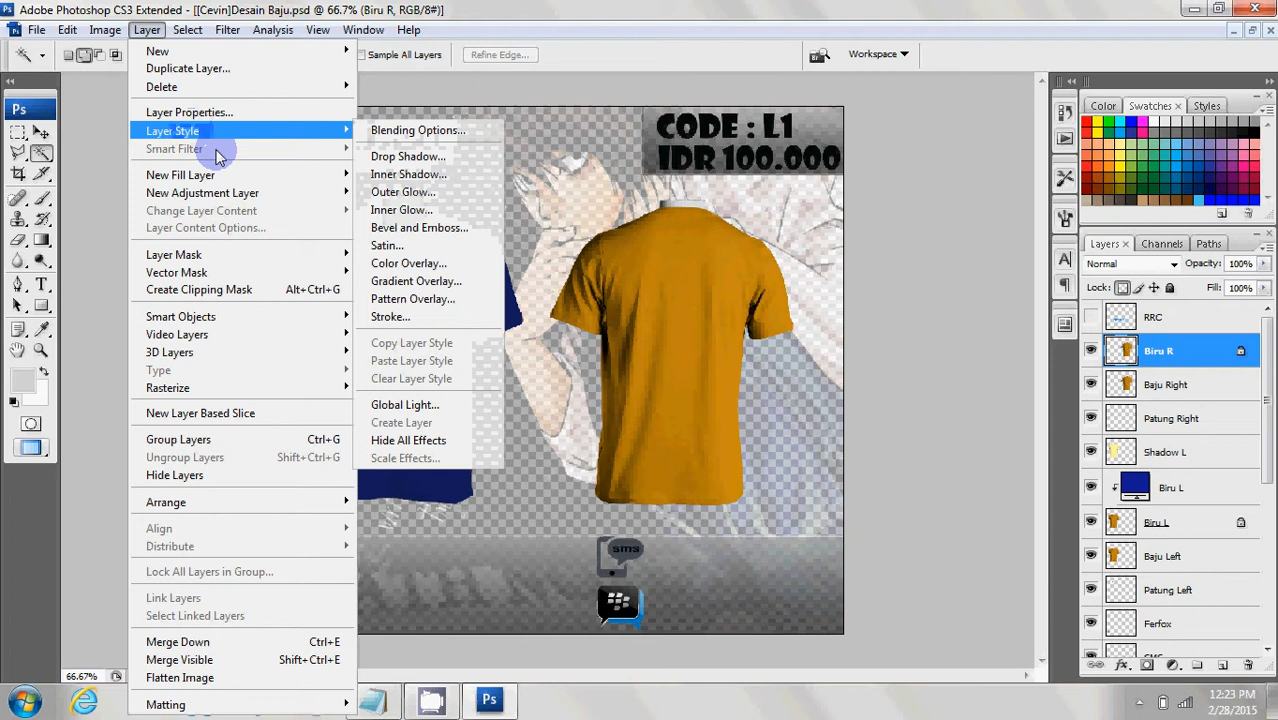 Adobe Photoshop CS3 Extended - [[Cevin]Desain Baju.psd @ 66.7% (Biru R, RGB/8#)]
File Edit Image Layer Select Filter Analysis View Window Help
Sample All Layers Refine Edge... Workspace
New
Duplicate Layer...
Delete
Layer Properties...
Layer Style
Smart Filter
New Fill Layer
New Adjustment Layer
Change Layer Content
Layer Content Options...
Layer Mask
Vector Mask
Create Clipping Mask Alt+Ctrl+G
Smart Objects
Video Layers
3D Layers
Type
Rasterize
New Layer Based Slice
Group Layers Ctrl+G
Ungroup Layers Shift+Ctrl+G
Hide Layers
Arrange
Align
Distribute
Lock All Layers in Group...
Link Layers
Select Linked Layers
Merge Down Ctrl+E
Merge Visible Shift+Ctrl+E
Flatten Image
Matting
Blending Options...
Drop Shadow...
Inner Shadow...
Outer Glow...
Inner Glow...
Bevel and Emboss...
Satin...
Color Overlay...
Gradient Overlay...
Pattern Overlay...
Stroke...
Copy Layer Style
Paste Layer Style
Clear Layer Style
Global Light...
Create Layer
Hide All Effects
Scale Effects...
CODE : L1
IDR 100.000
sms
Ps
Color Swatches Styles
Layers Channels Paths
Normal Opacity: 100%
Lock: Fill: 100%
RRC
Biru R
Baju Right
Patung Right
Shadow L
Biru L
Biru L
Baju Left
Patung Left
Ferfox
66.67%
Ps
12:23 PM
2/28/2015